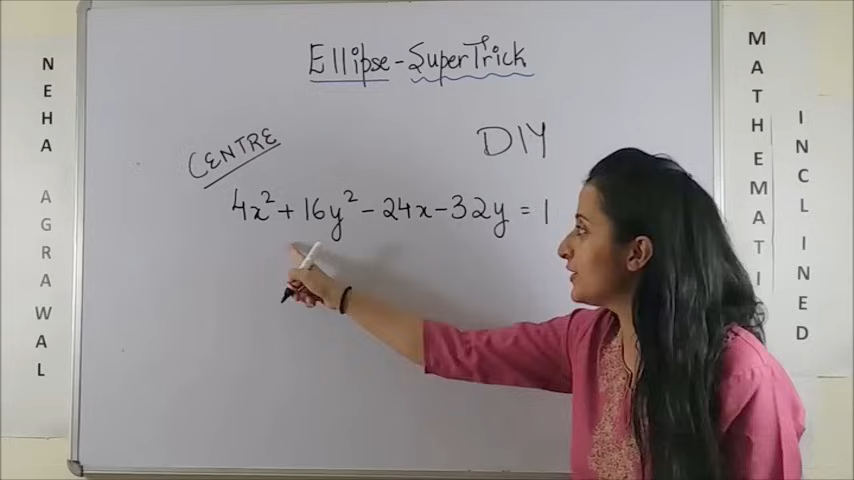 Ellipse - SuperTrick
CENTRE
DIY
4x² + 16y² - 24x - 32y = 1
NEHA AGRAWAL
MATHEMATI
INCLINED